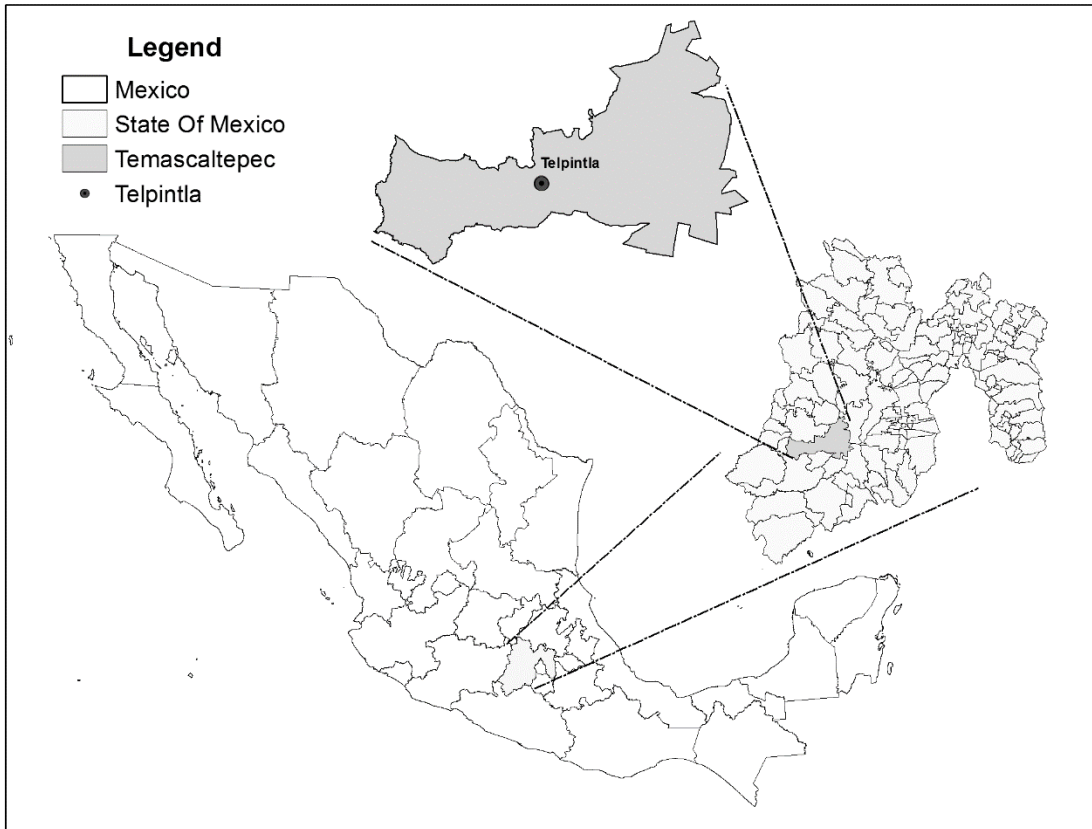 Legend
Mexico
State Of Mexico
Temascaltepec
Telpintla
Telpintla